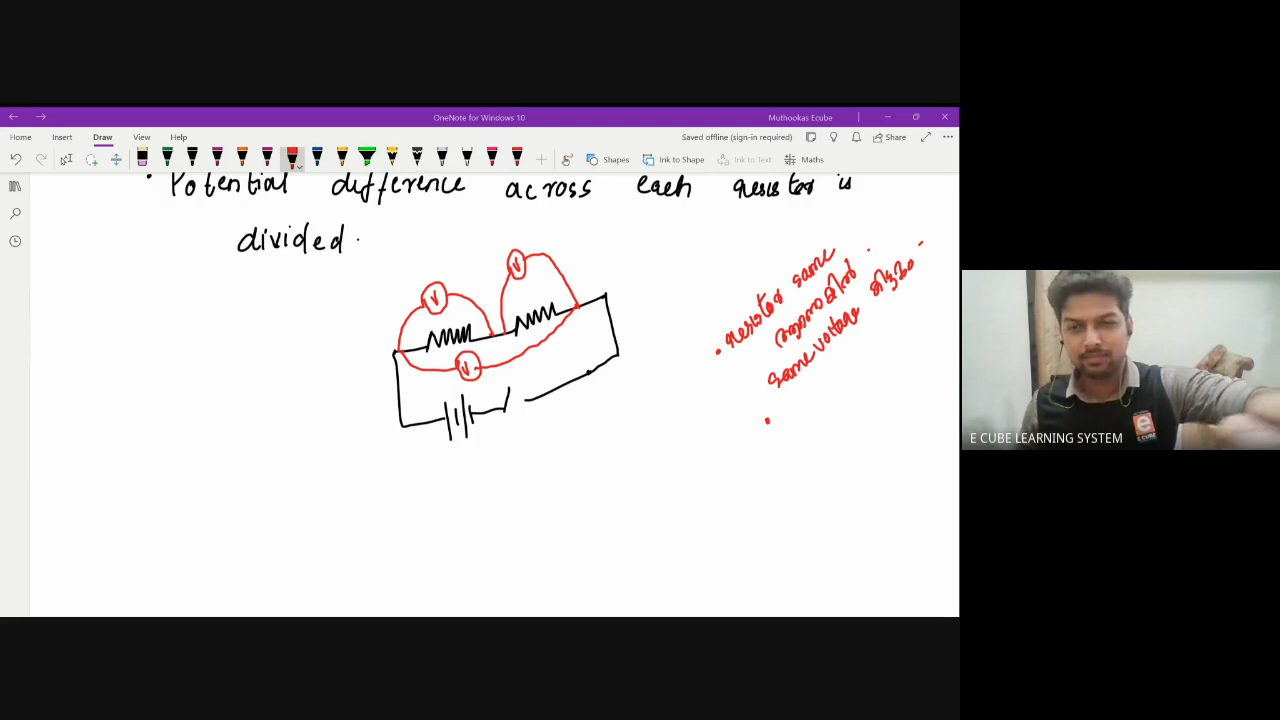 OneNote for Windows 10
Muthookas Ecube
Home Insert Draw View Help
Saved offline (sign-in required)
Share
Shapes
Ink to Shape
Ink to Text
Maths
Potential difference across each resistor is
divided.
V
V
V
resistor same
same voltage
E CUBE
E CUBE LEARNING SYSTEM